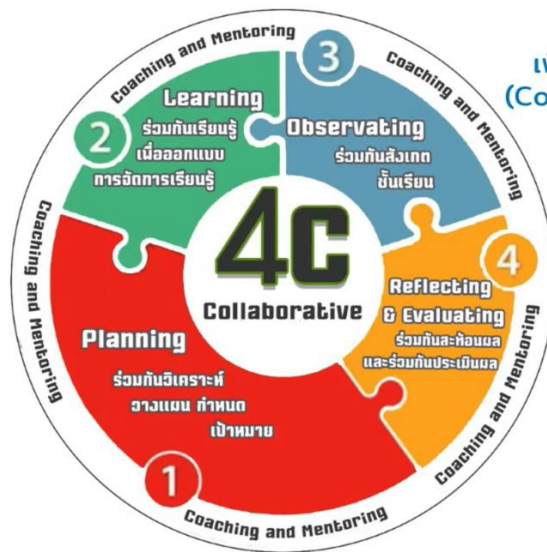 Coaching and Mentoring
Coaching and Mentoring
Coaching and Mentoring
Coaching and Mentoring
Coaching and Mentoring
(Co
4C
Collaborative
1
Planning
ร่วมกันวิเคราะห์
วางแผน กำหนด
เป้าหมาย
2
Learning
ร่วมกันเรียนรู้
เพื่อออกแบบ
การจัดการเรียนรู้
3
Observating
ร่วมกันสังเกต
ชั้นเรียน
4
Reflecting
& Evaluating
ร่วมกันสะท้อนผล
และร่วมกันประเมินผล